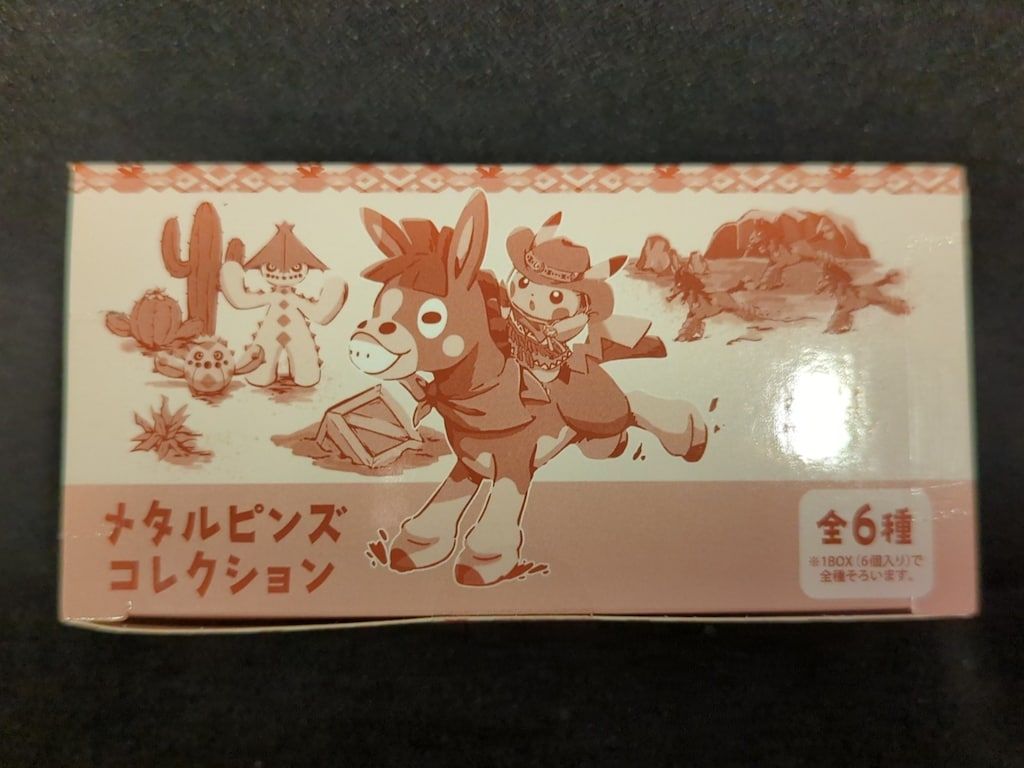 メタルピンズ
コレクション
全6種
※1BOX(6個入り)で
全種そろいます。